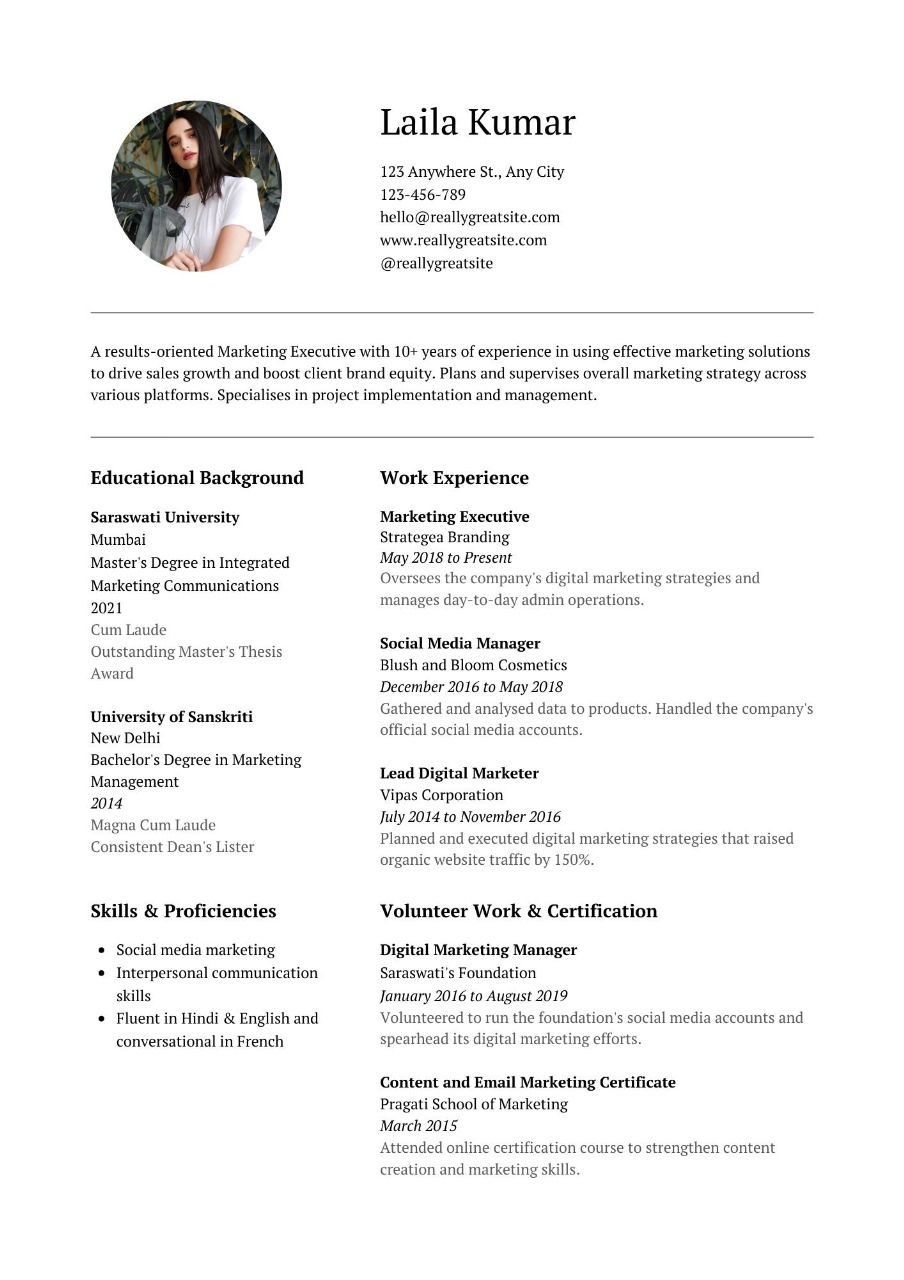 Laila Kumar
123 Anywhere St., Any City
123-456-789
hello@reallygreatsite.com
www.reallygreatsite.com
@reallygreatsite
A results-oriented Marketing Executive with 10+ years of experience in using effective marketing solutions
to drive sales growth and boost client brand equity. Plans and supervises overall marketing strategy across
various platforms. Specialises in project implementation and management.
Educational Background
Saraswati University
Mumbai
Master's Degree in Integrated
Marketing Communications
2021
Cum Laude
Outstanding Master's Thesis
Award
University of Sanskriti
New Delhi
Bachelor's Degree in Marketing
Management
2014
Magna Cum Laude
Consistent Dean's Lister
Skills & Proficiencies
• Social media marketing
• Interpersonal communication
skills
• Fluent in Hindi & English and
conversational in French
Work Experience
Marketing Executive
Strategea Branding
May 2018 to Present
Oversees the company's digital marketing strategies and
manages day-to-day admin operations.
Social Media Manager
Blush and Bloom Cosmetics
December 2016 to May 2018
Gathered and analysed data to products. Handled the company's
official social media accounts.
Lead Digital Marketer
Vipas Corporation
July 2014 to November 2016
Planned and executed digital marketing strategies that raised
organic website traffic by 150%.
Volunteer Work & Certification
Digital Marketing Manager
Saraswati's Foundation
January 2016 to August 2019
Volunteered to run the foundation's social media accounts and
spearhead its digital marketing efforts.
Content and Email Marketing Certificate
Pragati School of Marketing
March 2015
Attended online certification course to strengthen content
creation and marketing skills.